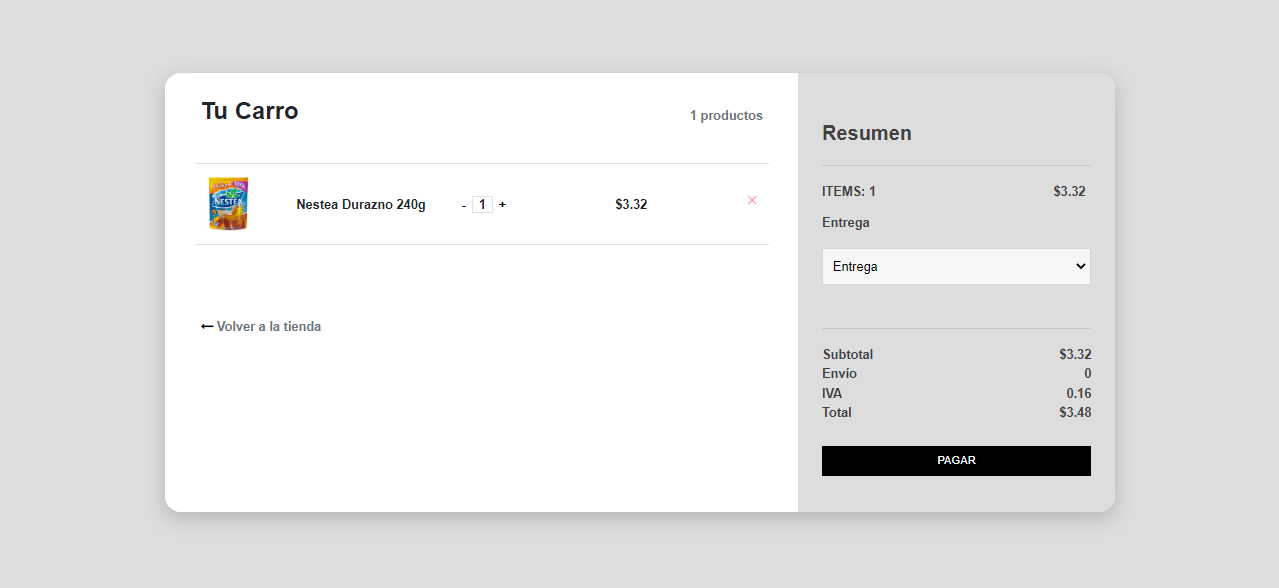 Tu Carro
1 productos
NESTEA
Nestea Durazno 240g
- 1 +
$3.32
×
← Volver a la tienda
Resumen
ITEMS: 1 $3.32
Entrega
Entrega
Subtotal $3.32
Envío 0
IVA 0.16
Total $3.48
PAGAR